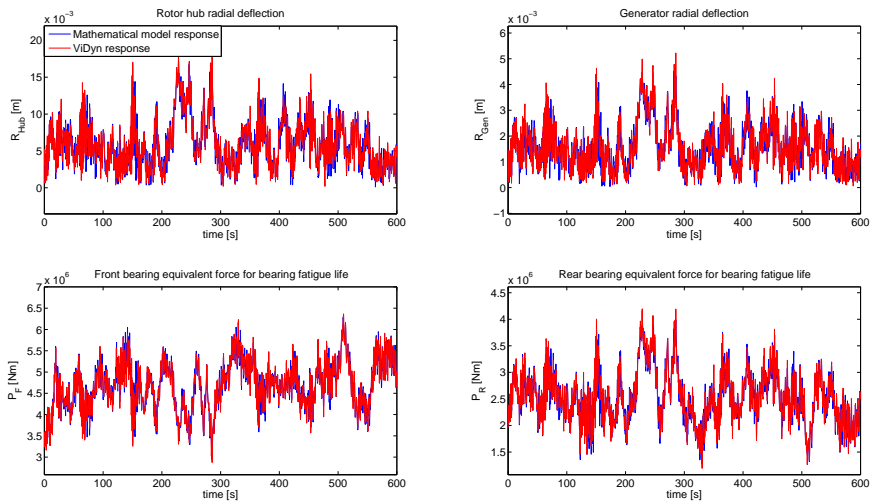 Rotor hub radial deflection
x 10⁻³
Mathematical model response
ViDyn response
20
15
10
5
0
R_Hub [m]
0 100 200 300 400 500 600
time [s]
Generator radial deflection
x 10⁻³
6
5
4
3
2
1
0
−1
R_Gen [m]
0 100 200 300 400 500 600
time [s]
Front bearing equivalent force for bearing fatigue life
x 10⁶
7
6.5
6
5.5
5
4.5
4
3.5
3
P_F [Nm]
0 100 200 300 400 500 600
time [s]
Rear bearing equivalent force for bearing fatigue life
x 10⁶
4.5
4
3.5
3
2.5
2
1.5
P_R [Nm]
0 100 200 300 400 500 600
time [s]